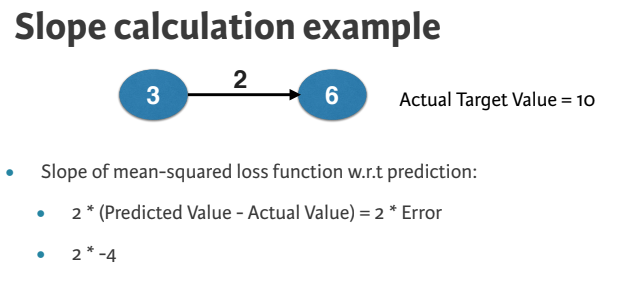 Slope calculation example
3
2
6
Actual Target Value = 10
Slope of mean-squared loss function w.r.t prediction:
2 * (Predicted Value - Actual Value) = 2 * Error
2 * -4